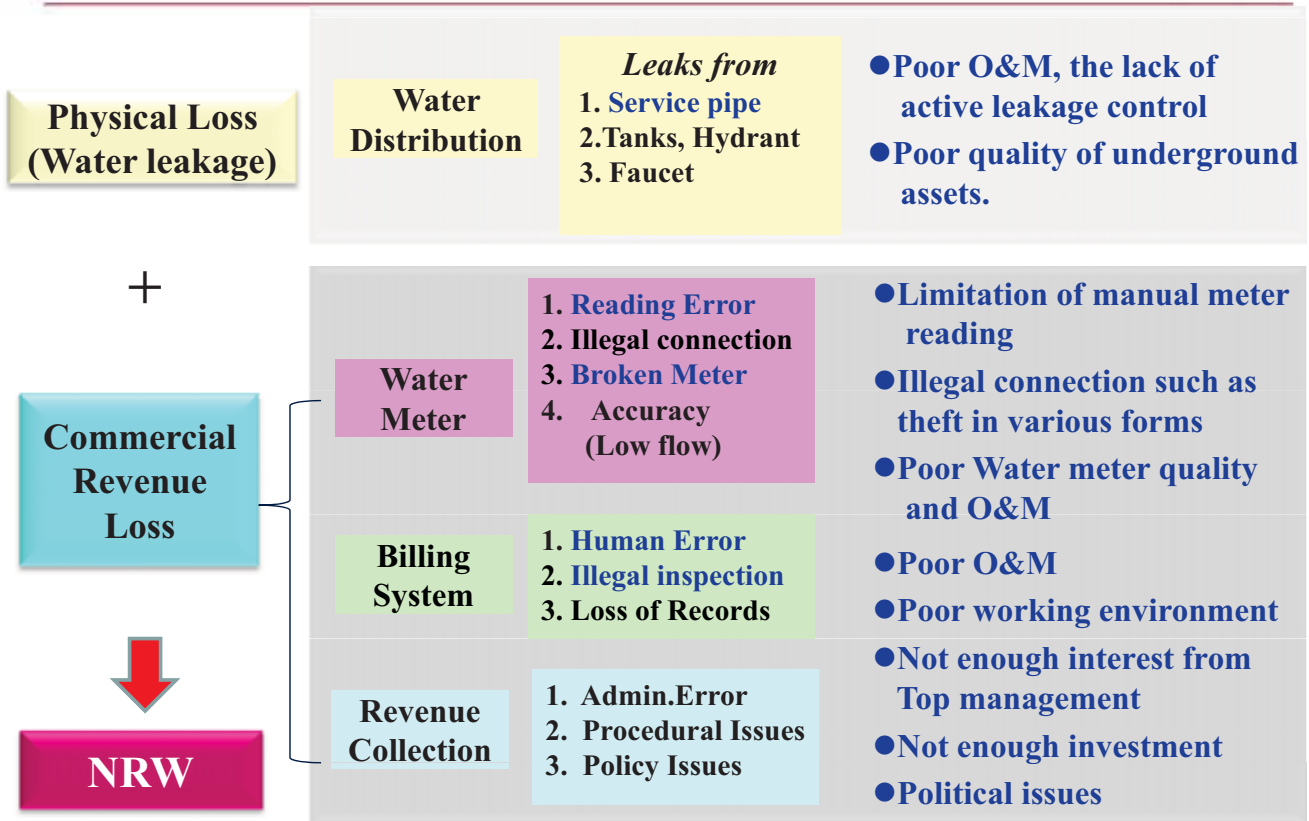 Physical Loss
(Water leakage)
Water
Distribution
Leaks from
1. Service pipe
2.Tanks, Hydrant
3. Faucet
●Poor O&M, the lack of
active leakage control
●Poor quality of underground
assets.
+
Commercial
Revenue
Loss
Water
Meter
1. Reading Error
2. Illegal connection
3. Broken Meter
4. Accuracy
(Low flow)
●Limitation of manual meter
reading
●Illegal connection such as
theft in various forms
●Poor Water meter quality
and O&M
Billing
System
1. Human Error
2. Illegal inspection
3. Loss of Records
●Poor O&M
●Poor working environment
Revenue
Collection
1. Admin.Error
2. Procedural Issues
3. Policy Issues
●Not enough interest from
Top management
●Not enough investment
●Political issues
NRW